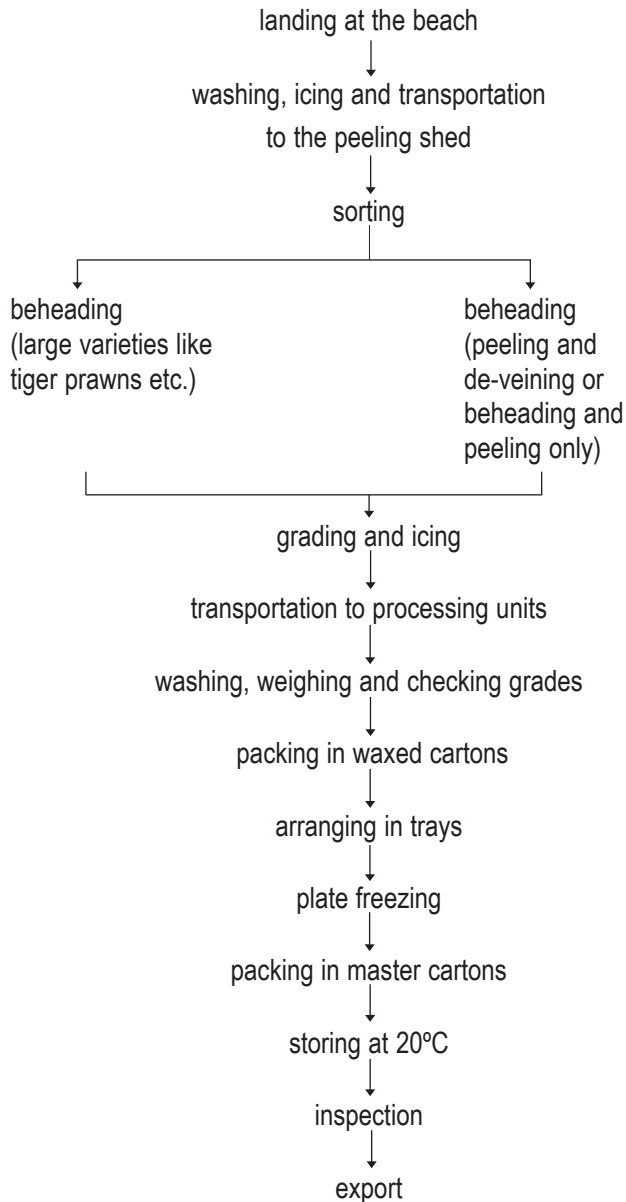 landing at the beach
washing, icing and transportation
to the peeling shed
sorting
beheading
(large varieties like
tiger prawns etc.)
beheading
(peeling and
de-veining or
beheading and
peeling only)
grading and icing
transportation to processing units
washing, weighing and checking grades
packing in waxed cartons
arranging in trays
plate freezing
packing in master cartons
storing at 20ºC
inspection
export